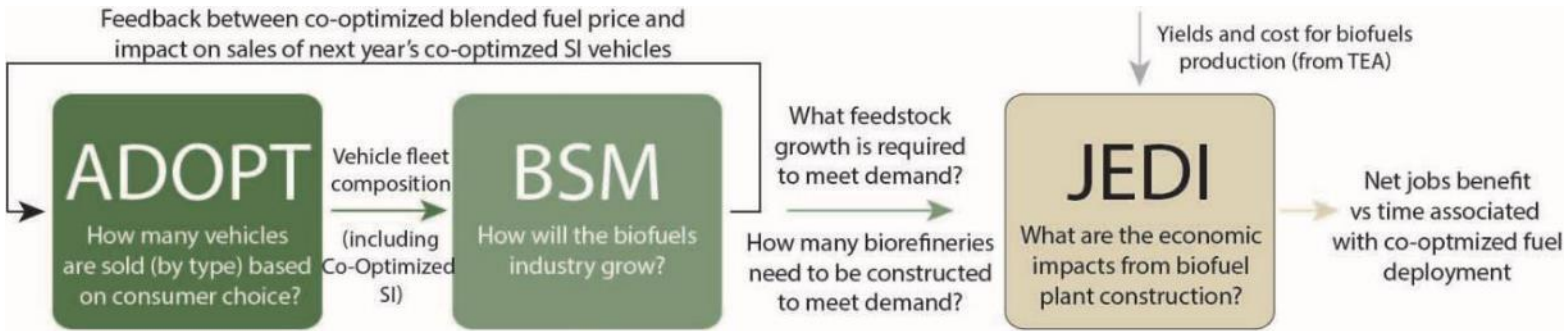 Feedback between co-optimized blended fuel price and
impact on sales of next year's co-optimzed SI vehicles
ADOPT
How many vehicles
are sold (by type) based
on consumer choice?
Vehicle fleet
composition
(including
Co-Optimized
SI)
BSM
How will the biofuels
industry grow?
What feedstock
growth is required
to meet demand?
How many biorefineries
need to be constructed
to meet demand?
Yields and cost for biofuels
production (from TEA)
JEDI
What are the economic
impacts from biofuel
plant construction?
Net jobs benefit
vs time associated
with co-optmized fuel
deployment